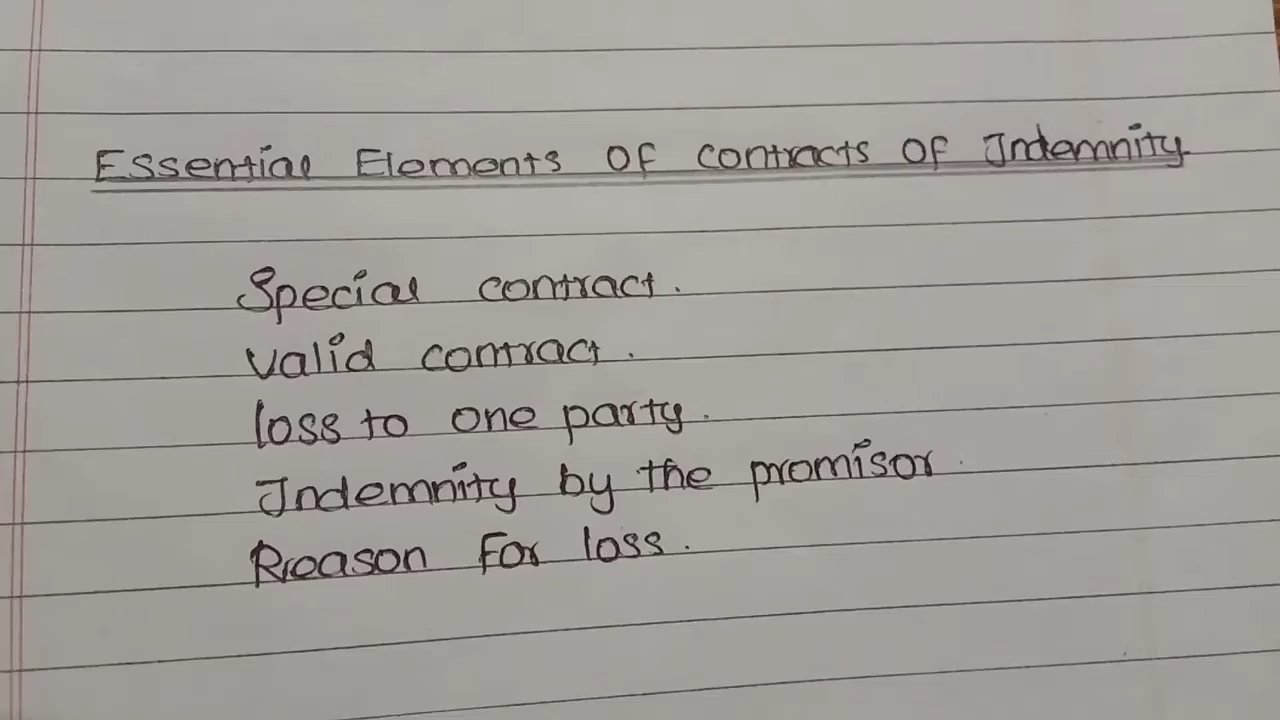 Essential Elements Of contracts Of Indemnity
Special contract.
valid contract.
loss to one party.
Indemnity by the promisor.
Reason For loss.